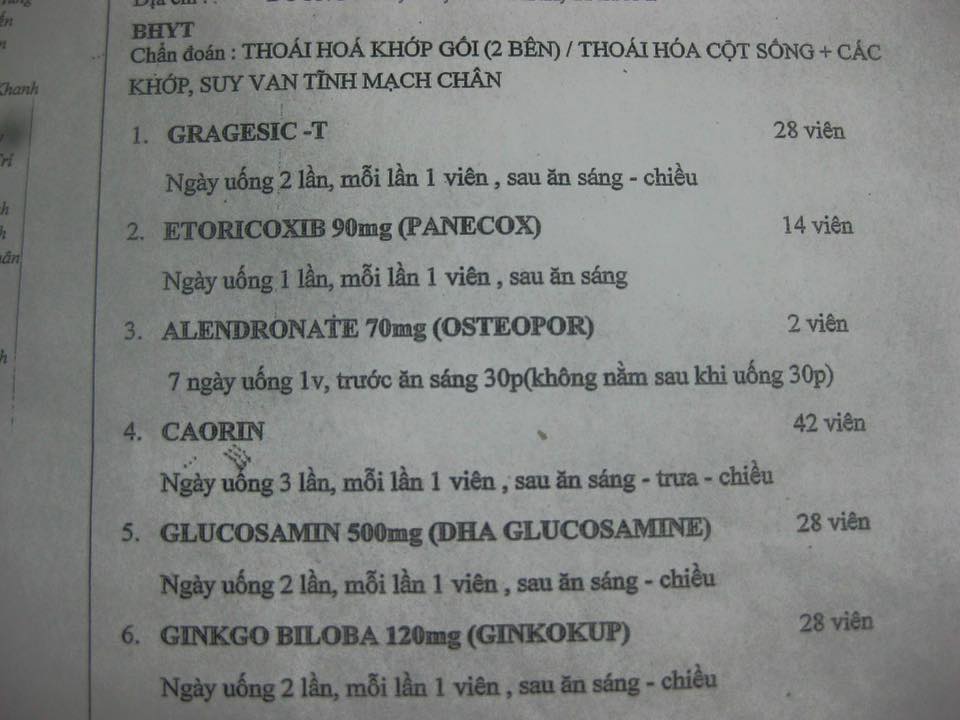 Khanh
BHYT
Chẩn đoán : THOÁI HOÁ KHỚP GỐI (2 BÊN) / THOÁI HÓA CỘT SỐNG + CÁC
KHỚP, SUY VAN TĨNH MẠCH CHÂN
1. GRAGESIC -T 28 viên
Ngày uống 2 lần, mỗi lần 1 viên , sau ăn sáng - chiều
2. ETORICOXIB 90mg (PANECOX) 14 viên
Ngày uống 1 lần, mỗi lần 1 viên , sau ăn sáng
3. ALENDRONATE 70mg (OSTEOPOR) 2 viên
7 ngày uống 1v, trước ăn sáng 30p(không nằm sau khi uống 30p)
4. CAORIN 42 viên
Ngày uống 3 lần, mỗi lần 1 viên , sau ăn sáng - trưa - chiều
5. GLUCOSAMIN 500mg (DHA GLUCOSAMINE) 28 viên
Ngày uống 2 lần, mỗi lần 1 viên , sau ăn sáng - chiều
6. GINKGO BILOBA 120mg (GINKOKUP) 28 viên
Ngày uống 2 lần, mỗi lần 1 viên , sau ăn sáng - chiều